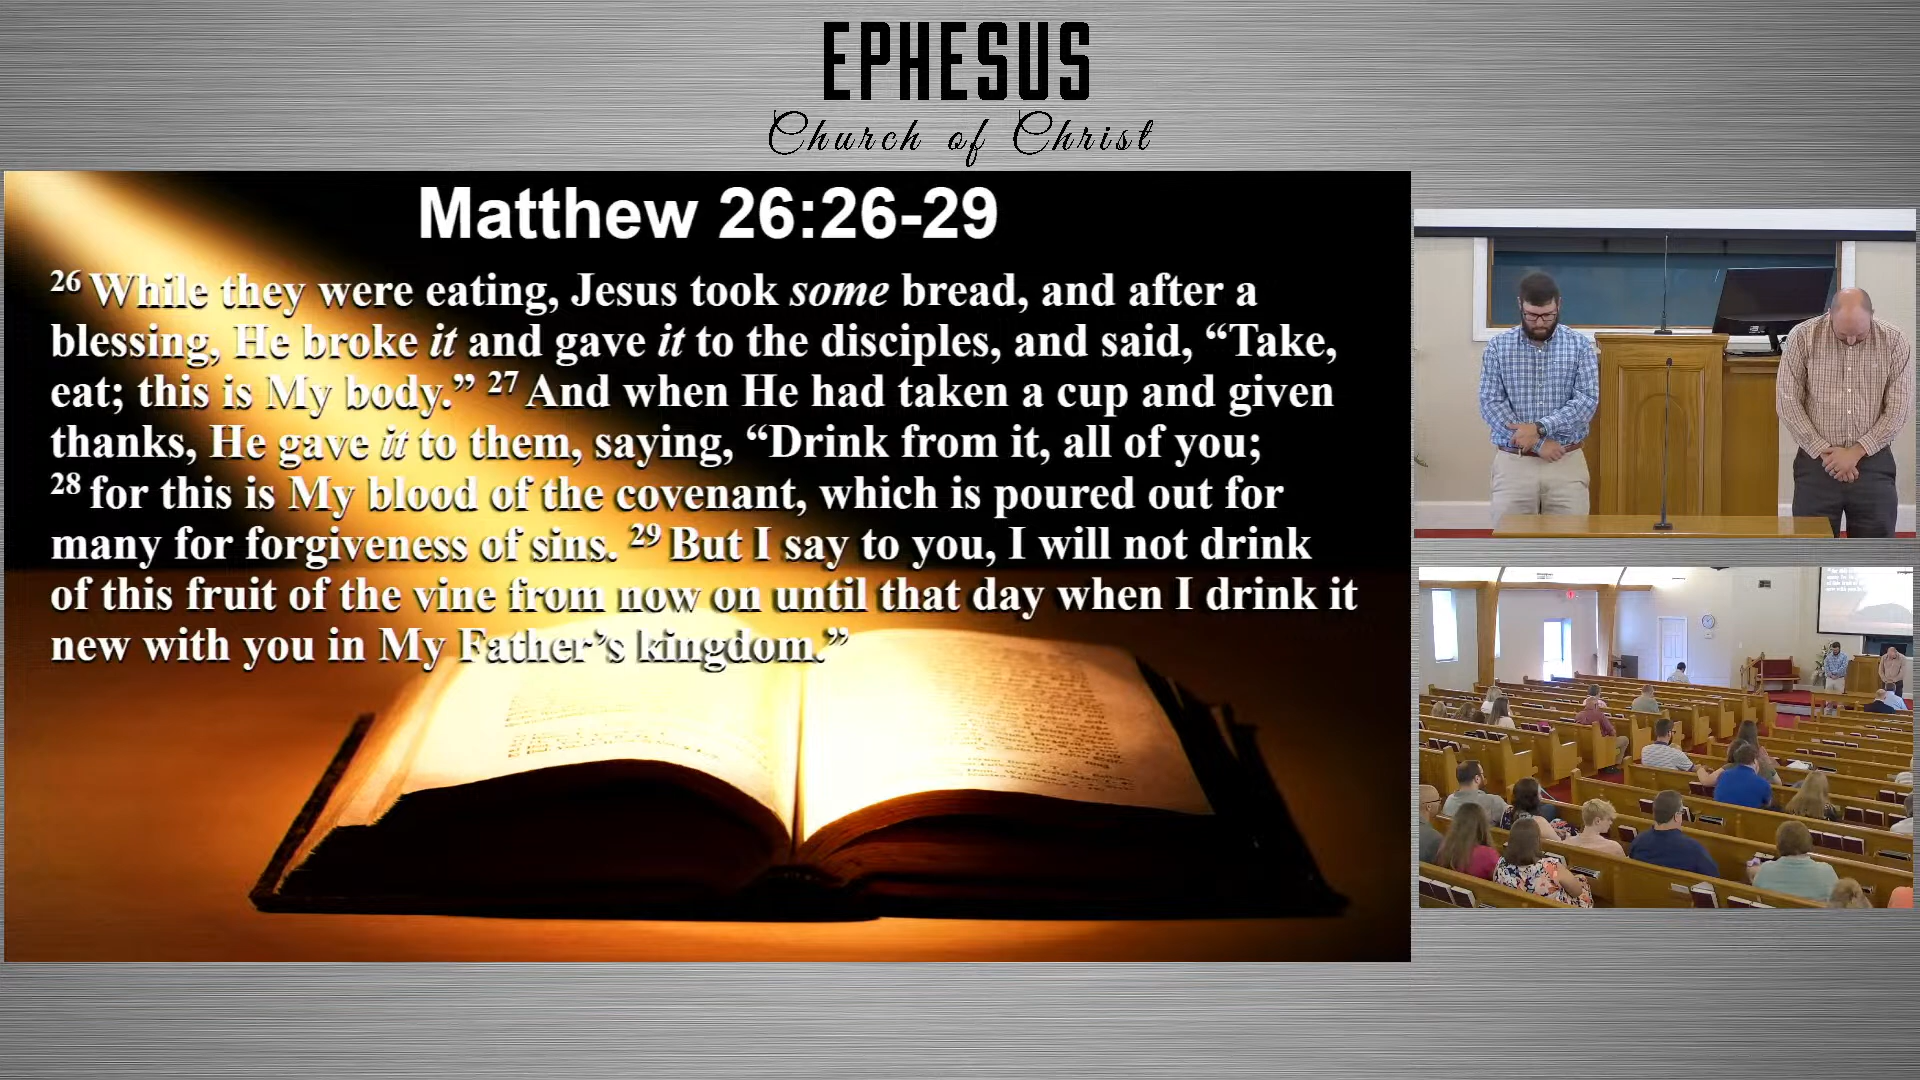 EPHESUS
Church of Christ
Matthew 26:26-29
26 While they were eating, Jesus took some bread, and after a
blessing, He broke it and gave it to the disciples, and said, “Take,
eat; this is My body.” 27 And when He had taken a cup and given
thanks, He gave it to them, saying, “Drink from it, all of you;
28 for this is My blood of the covenant, which is poured out for
many for forgiveness of sins. 29 But I say to you, I will not drink
of this fruit of the vine from now on until that day when I drink it
new with you in My Father’s kingdom.”